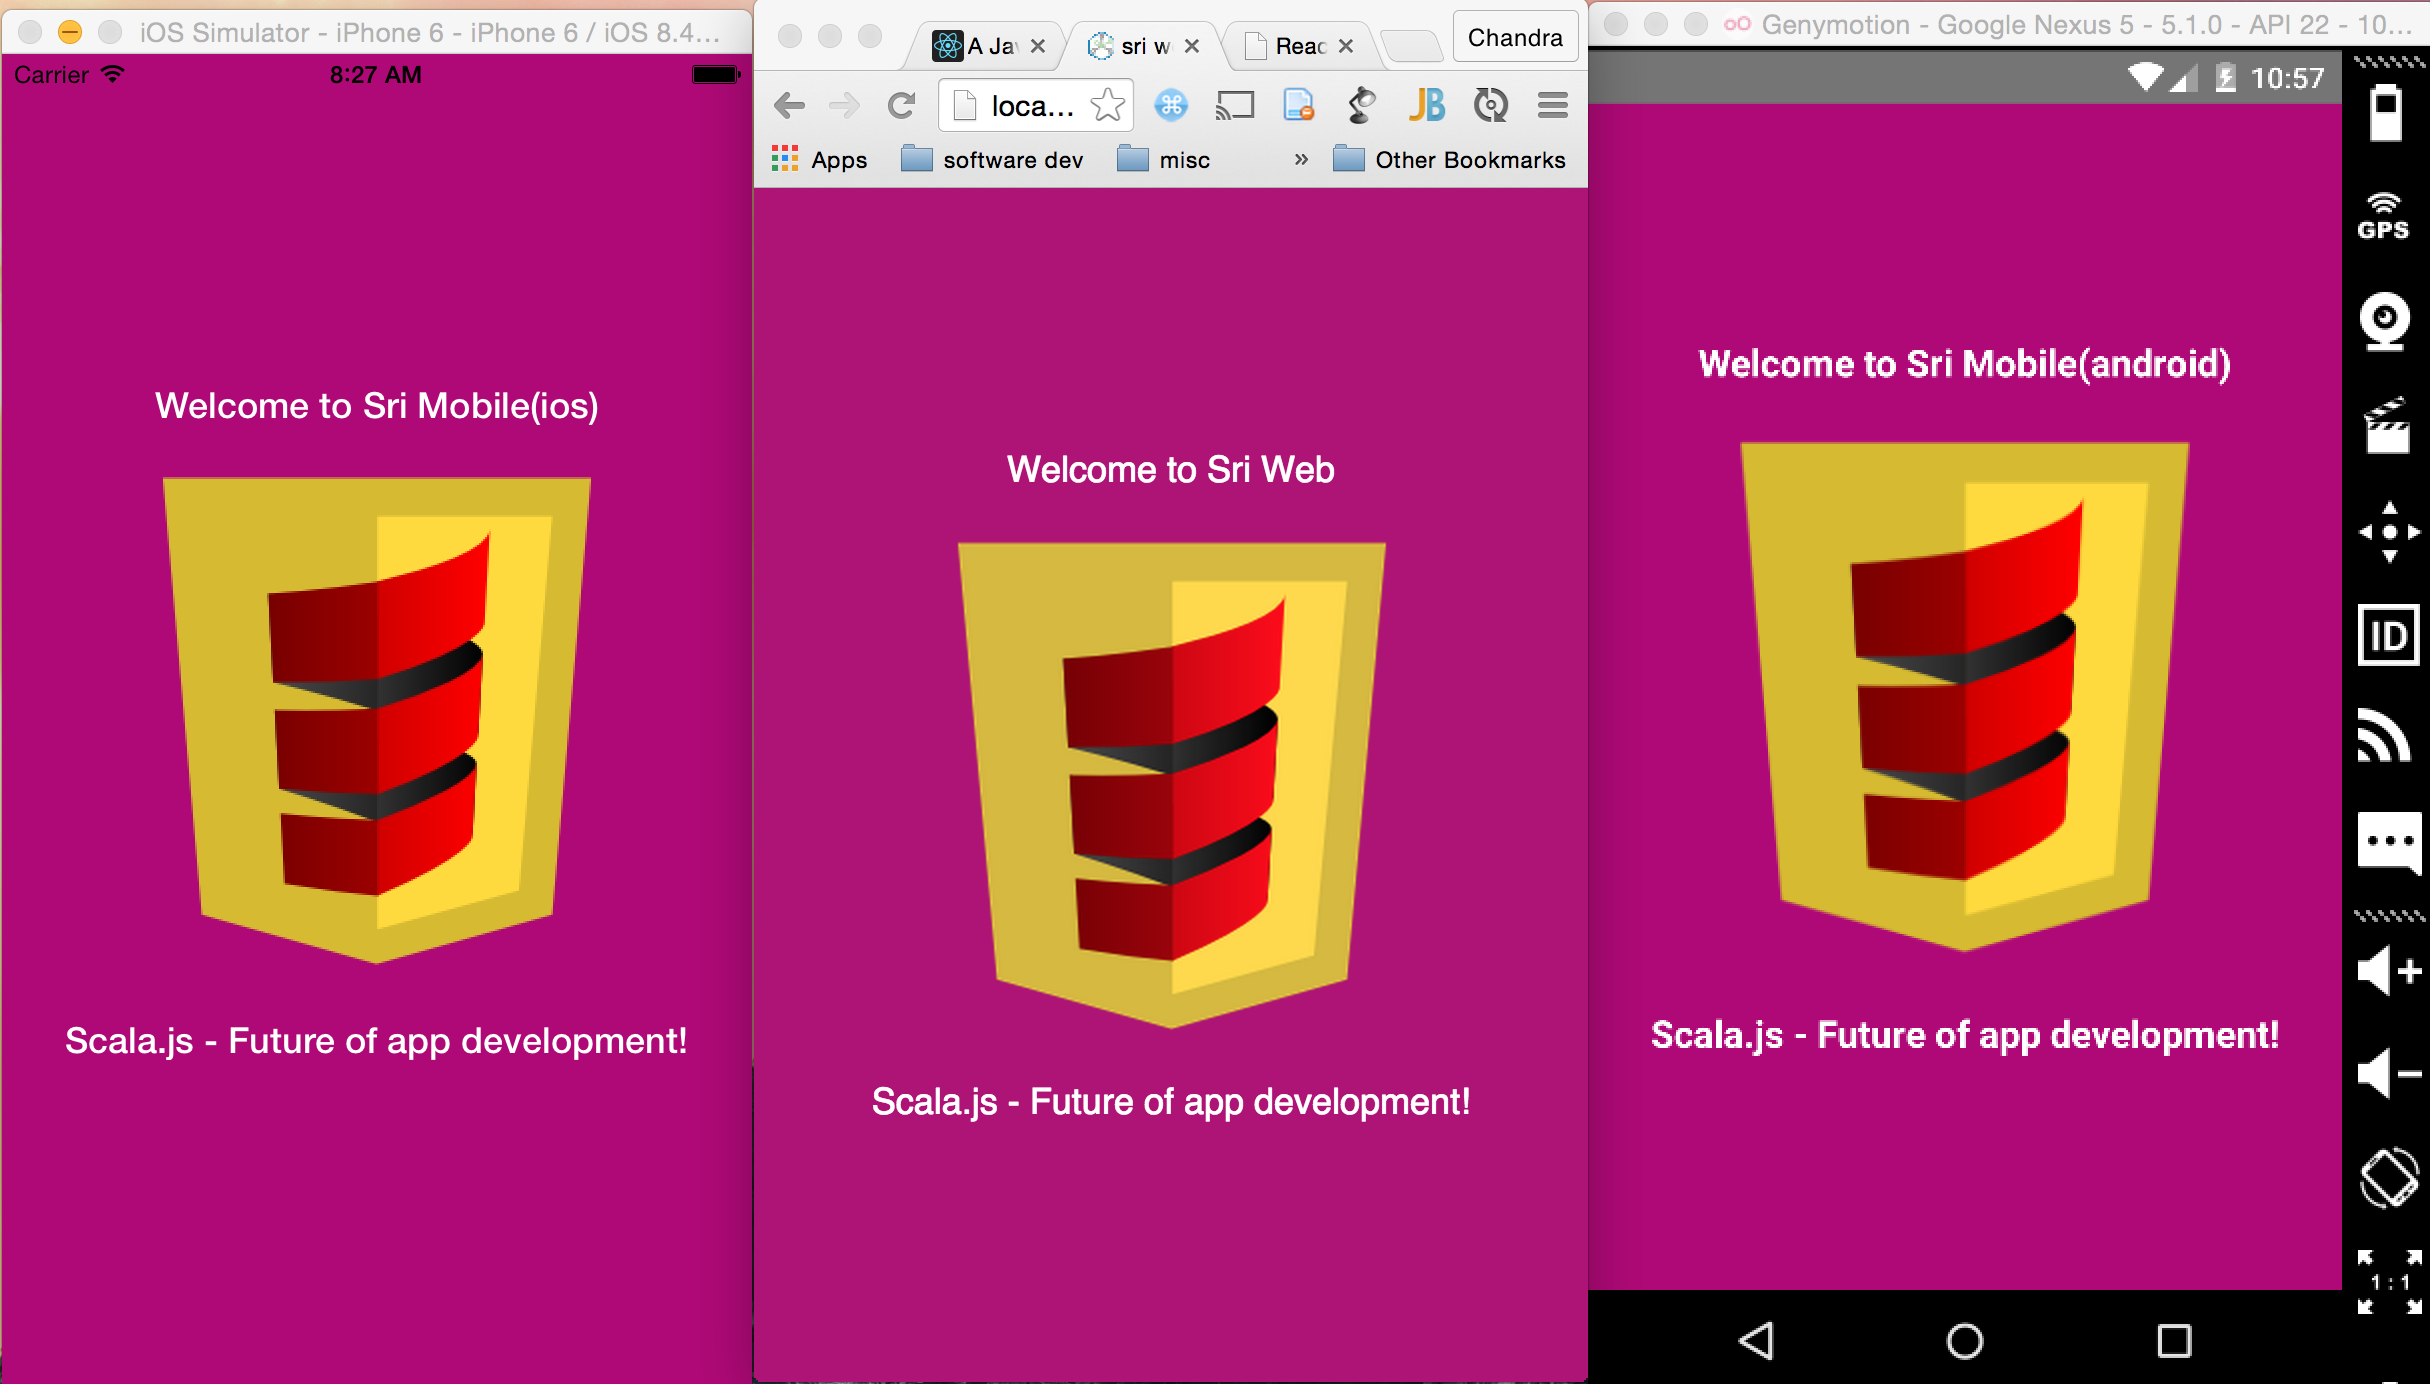 iOS Simulator - iPhone 6 - iPhone 6 / iOS 8.4...
Carrier
8:27 AM
Welcome to Sri Mobile(ios)
Scala.js - Future of app development!
A Jav
sri w
Reac
Chandra
loca...
JB
Apps
software dev
misc
»
Other Bookmarks
Welcome to Sri Web
Scala.js - Future of app development!
Genymotion - Google Nexus 5 - 5.1.0 - API 22 - 10...
10:57
Welcome to Sri Mobile(android)
Scala.js - Future of app development!
GPS
ID
1 : 1